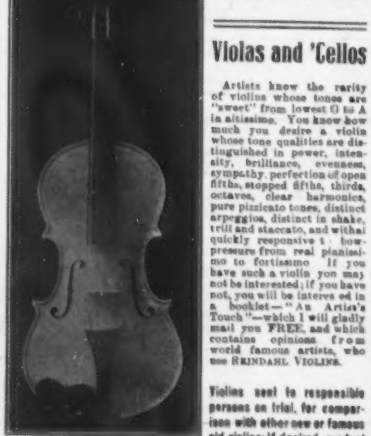 Violas and 'Cellos
Artists know the rarity
of violins whose tones are
"sweet" from lowest G to A
in altissimo. You know how
much you desire a violin
whose tone qualities are dis-
tinguished in power, inten-
sity, brilliance, evenness,
sympathy, perfection of open
fifths, stopped fifths, thirds,
octaves, clear harmonics,
pure pizzicato tones, distinct
arpeggios, distinct in shake,
trill and staccato, and withal
quickly responsive t bow-
pressure from real pianissi-
mo to fortissimo If you
have such a violin you may
not be interested; if you have
not, you will be interes ed in
a booklet—"An Artist's
Touch"—which I will gladly
mail you FREE, and which
contains opinions from
world famous artists, who
use REINDAHL VIOLINS.
Violins sent to responsible
persons on trial, for compar-
ison with other new or famous